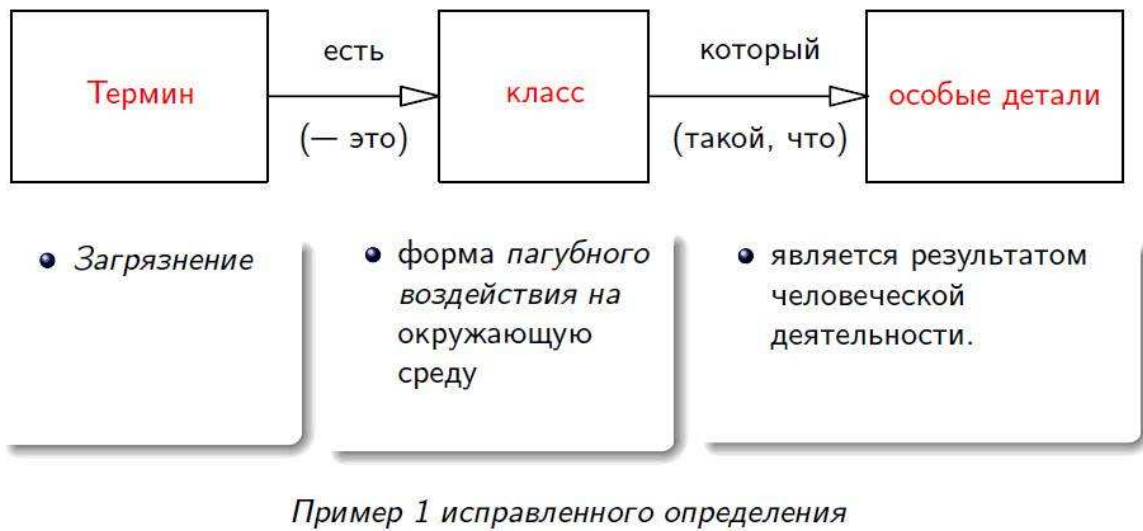 Термин
есть
(— это)
класс
который
(такой, что)
особые детали
Загрязнение
форма пагубного
воздействия на
окружающую
среду
является результатом
человеческой
деятельности.
Пример 1 исправленного определения